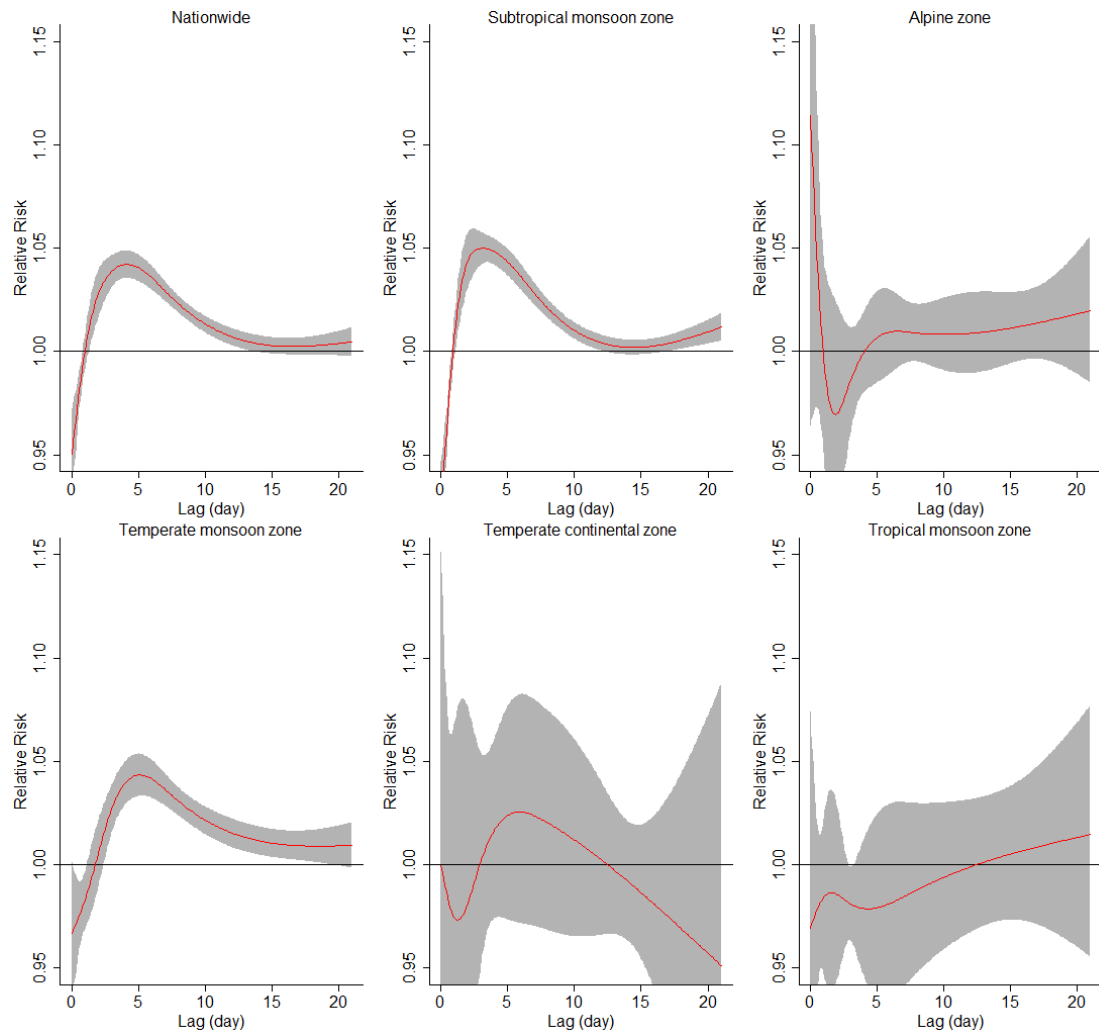 Nationwide
Relative Risk
1.15
1.10
1.05
1.00
0.95
0 5 10 15 20
Lag (day)
Subtropical monsoon zone
Relative Risk
1.15
1.10
1.05
1.00
0.95
0 5 10 15 20
Lag (day)
Alpine zone
Relative Risk
1.15
1.10
1.05
1.00
0.95
0 5 10 15 20
Lag (day)
Temperate monsoon zone
Relative Risk
1.15
1.10
1.05
1.00
0.95
0 5 10 15 20
Lag (day)
Temperate continental zone
Relative Risk
1.15
1.10
1.05
1.00
0.95
0 5 10 15 20
Lag (day)
Tropical monsoon zone
Relative Risk
1.15
1.10
1.05
1.00
0.95
0 5 10 15 20
Lag (day)